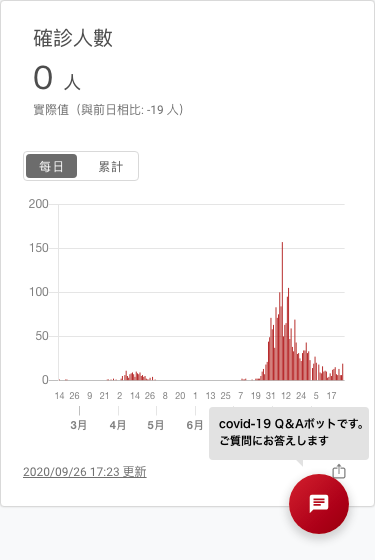 確診人數
0 人
實際值（與前日相比: -19 人）
每日 累計
200
150
100
50
0
14 26 9 21 2 14 26 8 20 1 13 25 7 19 31 12 24 5 17
3月 4月 5月 6月
covid-19 Q&Aボットです。
ご質問にお答えします
2020/09/26 17:23 更新